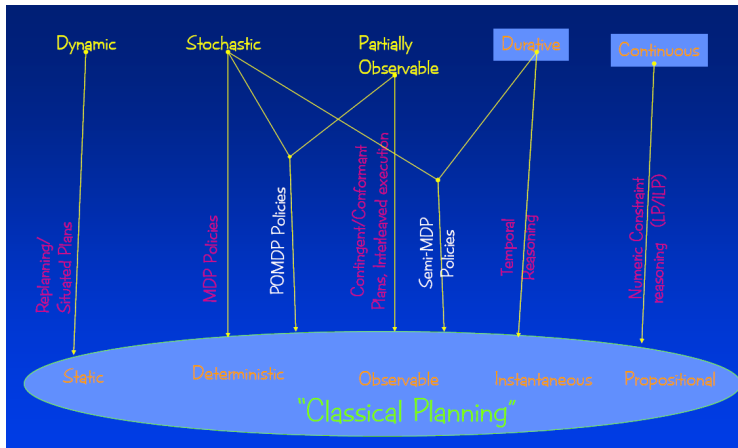 Dynamic
Stochastic
Partially
Observable
Durative
Continuous
Replanning/
Situated Plans
MDP Policies
POMDP Policies
Contingent/Conformant
Plans, Interleaved execution
Semi-MDP
Policies
Temporal
Reasoning
Numeric Constraint
reasoning (LP/ILP)
Static
Deterministic
Observable
Instantaneous
Propositional
"Classical Planning"